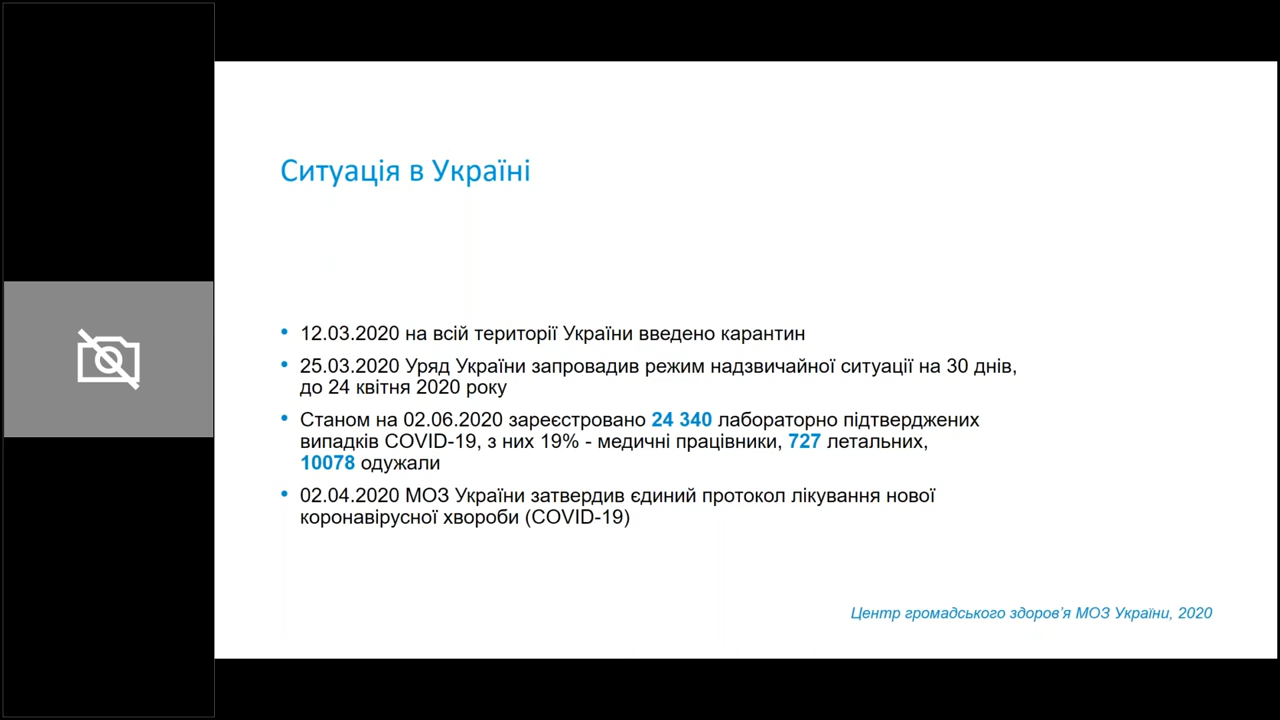 Ситуація в Україні
• 12.03.2020 на всій території України введено карантин
• 25.03.2020 Уряд України запровадив режим надзвичайної ситуації на 30 днів,
до 24 квітня 2020 року
• Станом на 02.06.2020 зареєстровано 24 340 лабораторно підтверджених
випадків COVID-19, з них 19% - медичні працівники, 727 летальних,
10078 одужали
• 02.04.2020 МОЗ України затвердив єдиний протокол лікування нової
коронавірусної хвороби (COVID-19)
Центр громадського здоров’я МОЗ України, 2020